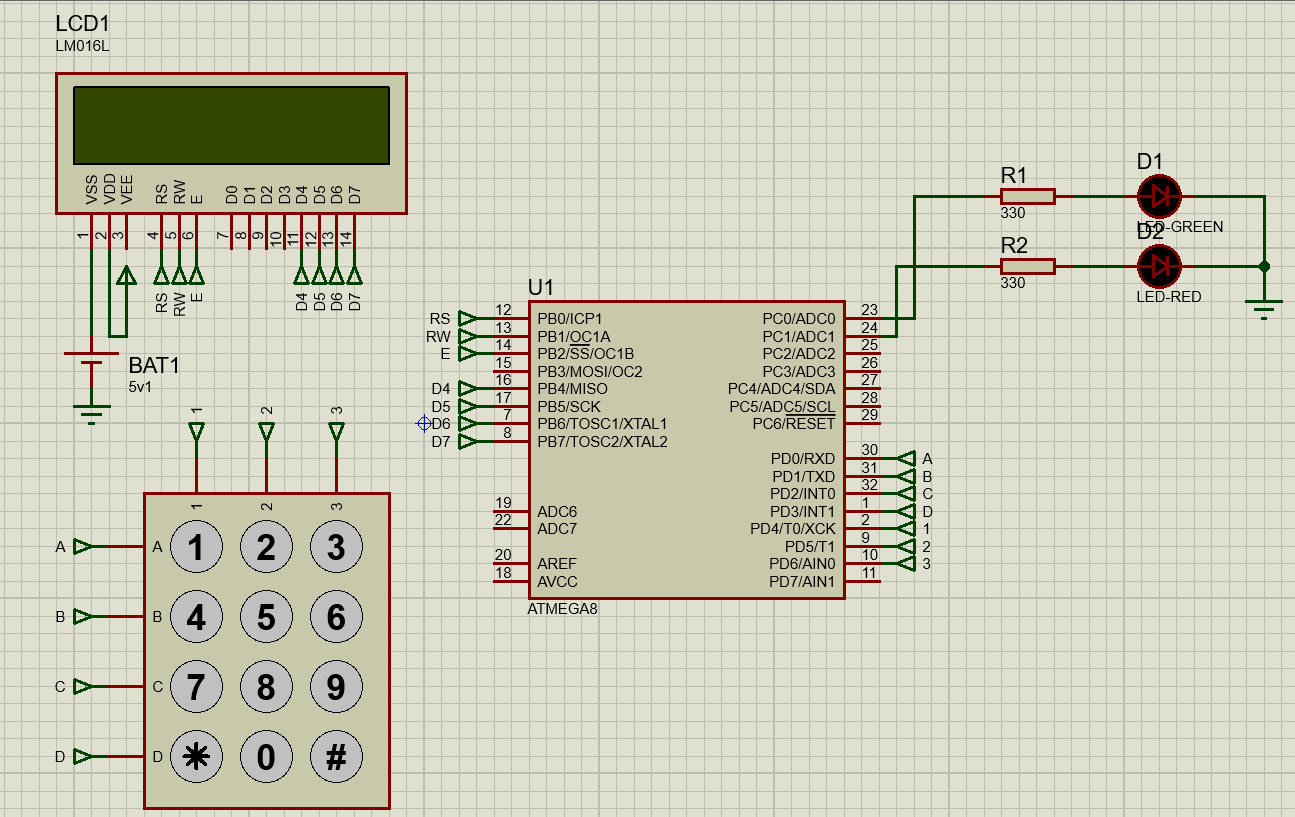 LCD1
LM016L
VSS VDD VEE RS RW E D0 D1 D2 D3 D4 D5 D6 D7
1 2 3 4 5 6 7 8 9 10 11 12 13 14
RS RW E D4 D5 D6 D7
BAT1
5v1
1 2 3
1 2 3
A A 1 2 3
B B 4 5 6
C C 7 8 9
D D * 0 #
U1
RS 12 PB0/ICP1 PC0/ADC0 23
RW 13 PB1/OC1A PC1/ADC1 24
E 14 PB2/SS/OC1B PC2/ADC2 25
15 PB3/MOSI/OC2 PC3/ADC3 26
D4 16 PB4/MISO PC4/ADC4/SDA 27
D5 17 PB5/SCK PC5/ADC5/SCL 28
D6 7 PB6/TOSC1/XTAL1 PC6/RESET 29
D7 8 PB7/TOSC2/XTAL2
PD0/RXD 30 A
PD1/TXD 31 B
PD2/INT0 32 C
19 ADC6 PD3/INT1 1 D
22 ADC7 PD4/T0/XCK 2 1
PD5/T1 9 2
20 AREF PD6/AIN0 10 3
18 AVCC PD7/AIN1 11
ATMEGA8
R1
330
D1
LED-GREEN
R2
330
D2
LED-RED